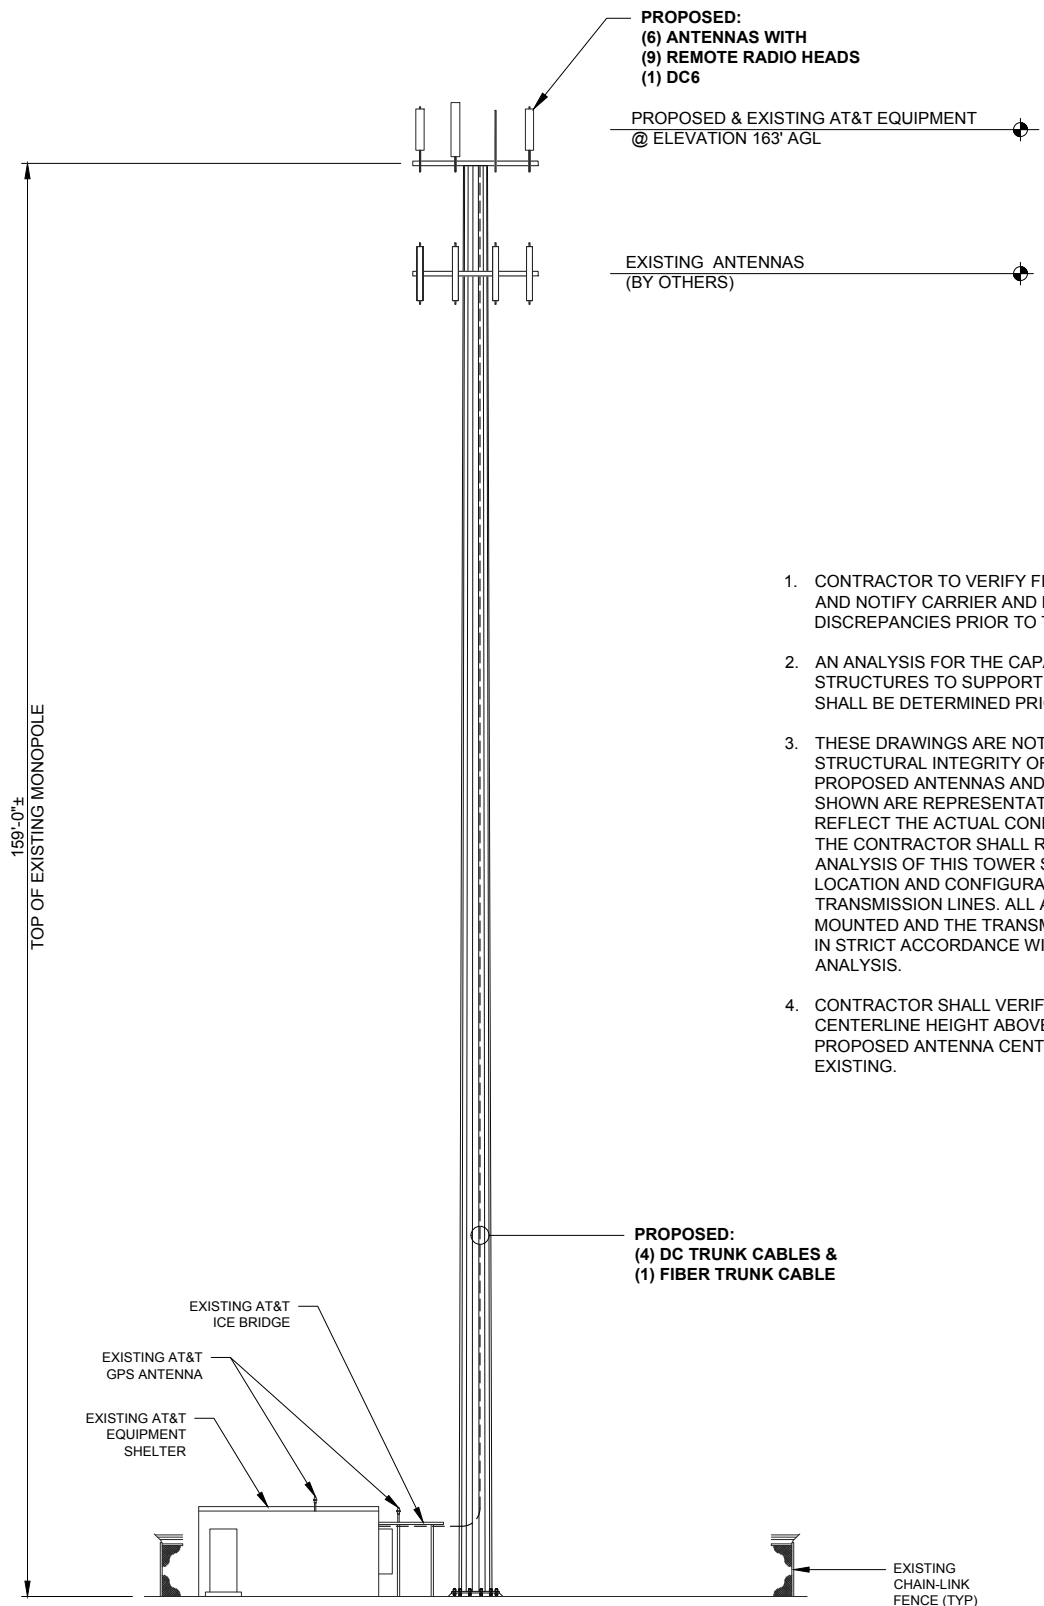 PROPOSED:
(6) ANTENNAS WITH
(9) REMOTE RADIO HEADS
(1) DC6
PROPOSED & EXISTING AT&T EQUIPMENT
@ ELEVATION 163' AGL
EXISTING ANTENNAS
(BY OTHERS)
159'-0"±
TOP OF EXISTING MONOPOLE
1. CONTRACTOR TO VERIFY
AND NOTIFY CARRIER AND
DISCREPANCIES PRIOR TO
2. AN ANALYSIS FOR THE
STRUCTURES TO SUPPORT
SHALL BE DETERMINED
3. THESE DRAWINGS ARE NOT
STRUCTURAL INTEGRITY
PROPOSED ANTENNAS AND
SHOWN ARE
REFLECT THE ACTUAL
THE CONTRACTOR SHALL
ANALYSIS OF THIS TOWER
LOCATION AND
TRANSMISSION LINES. ALL
MOUNTED AND THE
IN STRICT ACCORDANCE
ANALYSIS.
4. CONTRACTOR SHALL
CENTERLINE HEIGHT
PROPOSED ANTENNA
EXISTING.
PROPOSED:
(4) DC TRUNK CABLES &
(1) FIBER TRUNK CABLE
EXISTING AT&T
ICE BRIDGE
EXISTING AT&T
GPS ANTENNA
EXISTING AT&T
EQUIPMENT
SHELTER
EXISTING
CHAIN-LINK
FENCE (TYP)